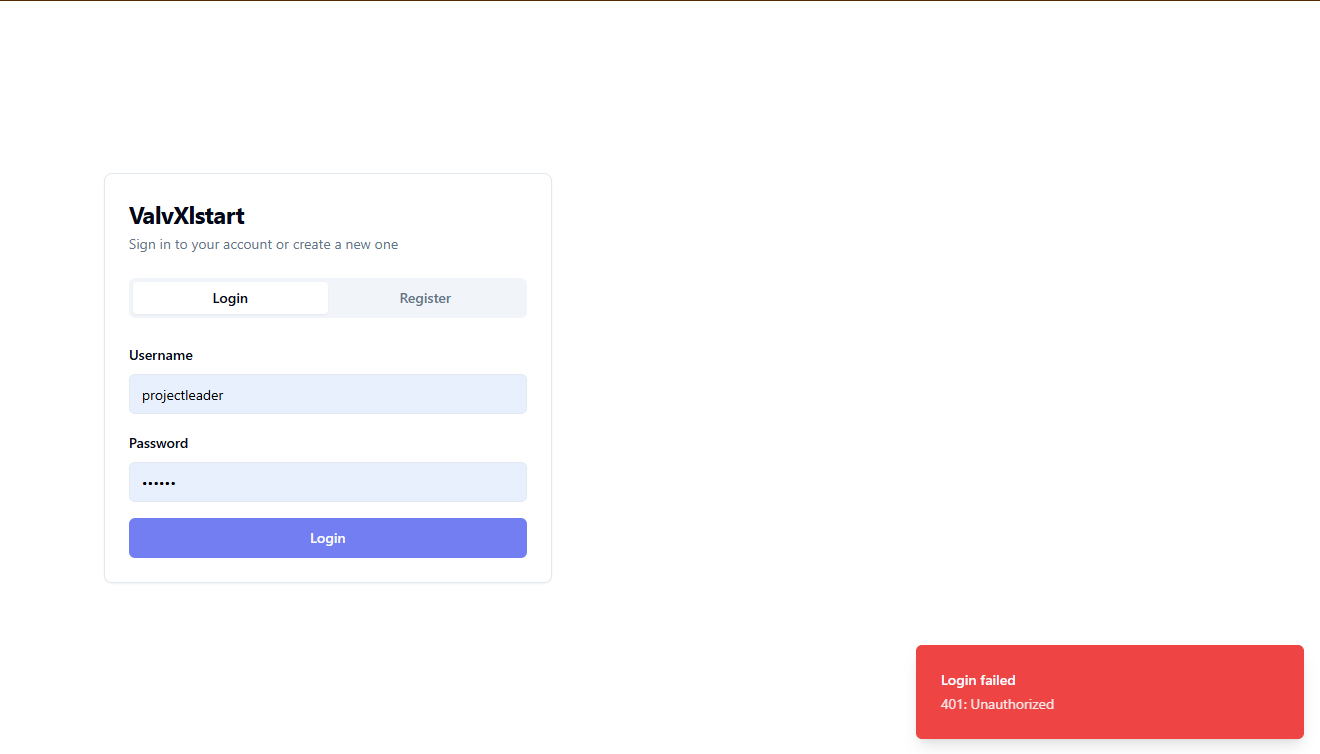 ValvXlstart
Sign in to your account or create a new one
Login
Register
Username
projectleader
Password
••••••
Login
Login failed
401: Unauthorized